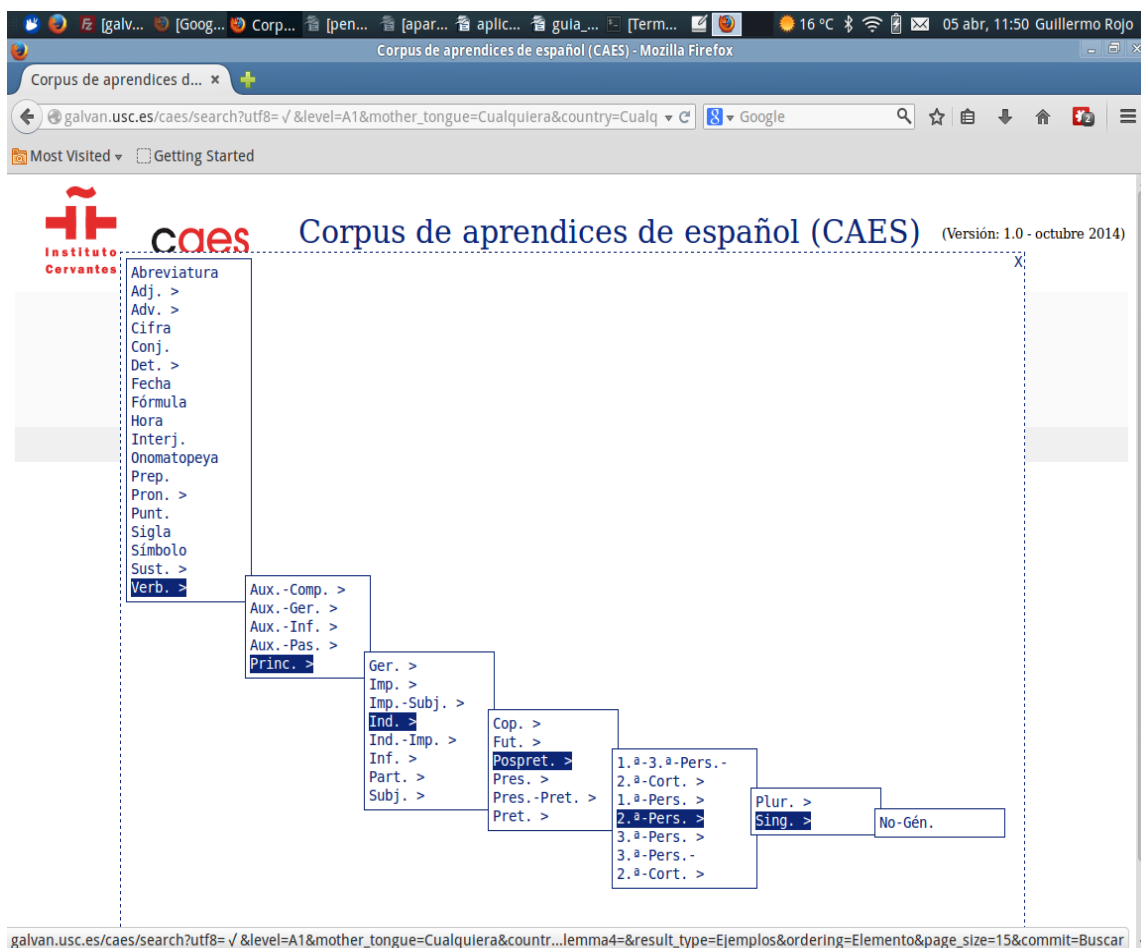 [galv... [Goog... Corp... [pen... [apar... aplic... guia_... [Term... 16 °C 05 abr, 11:50 Guillermo Rojo
Corpus de aprendices de español (CAES) - Mozilla Firefox
Corpus de aprendices d... ×
galvan.usc.es/caes/search?utf8=√&level=A1&mother_tongue=Cualquiera&country=Cualq Google
Most Visited Getting Started
Instituto
Cervantes
caes
Corpus de aprendices de español (CAES) (Versión: 1.0 - octubre 2014)
X
Abreviatura
Adj. >
Adv. >
Cifra
Conj.
Det. >
Fecha
Fórmula
Hora
Interj.
Onomatopeya
Prep.
Pron. >
Punt.
Sigla
Símbolo
Sust. >
Verb. >
Aux.-Comp. >
Aux.-Ger. >
Aux.-Inf. >
Aux.-Pas. >
Princ. >
Ger. >
Imp. >
Imp.-Subj. >
Ind. >
Ind.-Imp. >
Inf. >
Part. >
Subj. >
Cop. >
Fut. >
Pospret. >
Pres. >
Pres.-Pret. >
Pret. >
1.ª-3.ª-Pers.-
2.ª-Cort. >
1.ª-Pers. >
2.ª-Pers. >
3.ª-Pers. >
3.ª-Pers.-
2.ª-Cort. >
Plur. >
Sing. >
No-Gén.
galvan.usc.es/caes/search?utf8=√&level=A1&mother_tongue=Cualquiera&countr...lemma4=&result_type=Ejemplos&ordering=Elemento&page_size=15&commit=Buscar